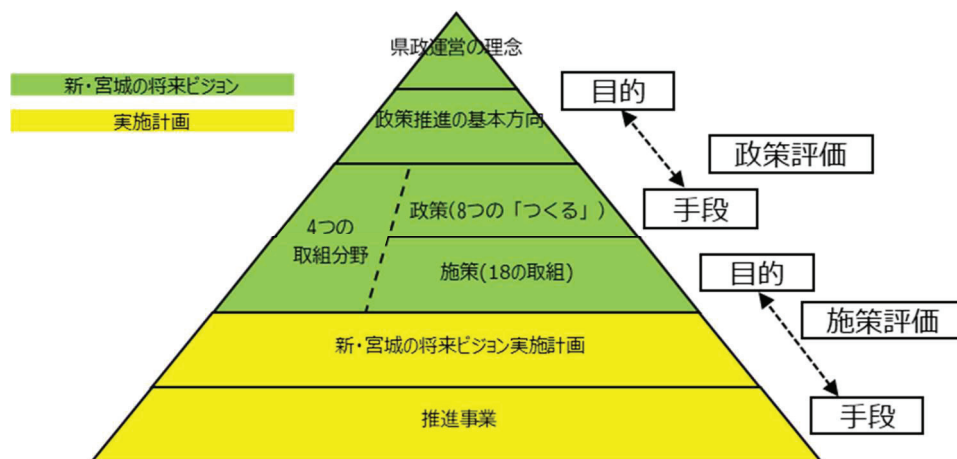 県政運営の理念
新・宮城の将来ビジョン
実施計画
政策推進の基本方向
目的
政策評価
手段
4つの
取組分野
政策(8つの「つくる」)
施策(18の取組)
目的
施策評価
手段
新・宮城の将来ビジョン実施計画
推進事業